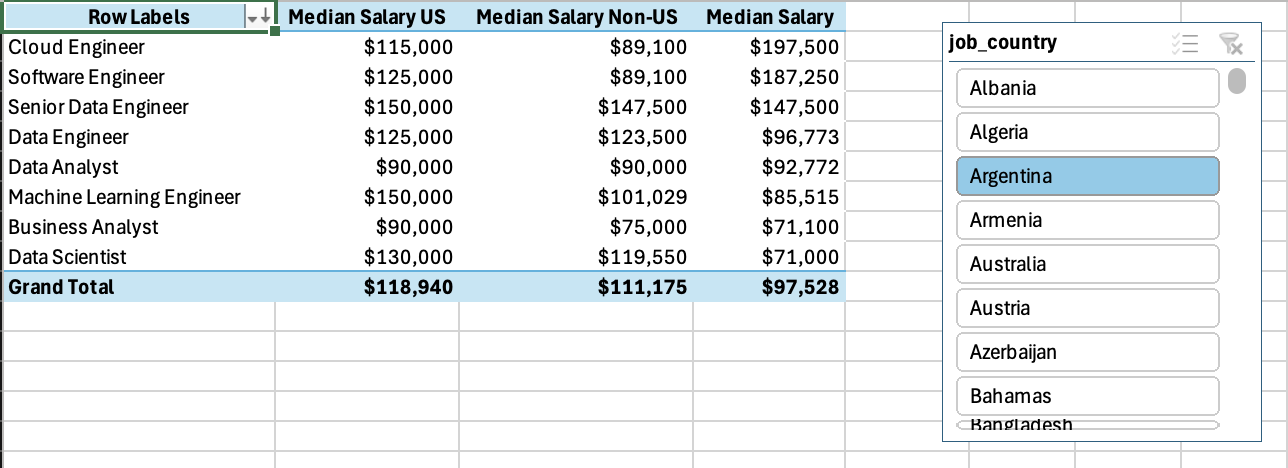 Row Labels Median Salary US Median Salary Non-US Median Salary
Cloud Engineer $115,000 $89,100 $197,500
Software Engineer $125,000 $89,100 $187,250
Senior Data Engineer $150,000 $147,500 $147,500
Data Engineer $125,000 $123,500 $96,773
Data Analyst $90,000 $90,000 $92,772
Machine Learning Engineer $150,000 $101,029 $85,515
Business Analyst $90,000 $75,000 $71,100
Data Scientist $130,000 $119,550 $71,000
Grand Total $118,940 $111,175 $97,528
job_country
Albania
Algeria
Argentina
Armenia
Australia
Austria
Azerbaijan
Bahamas
Bangladesh